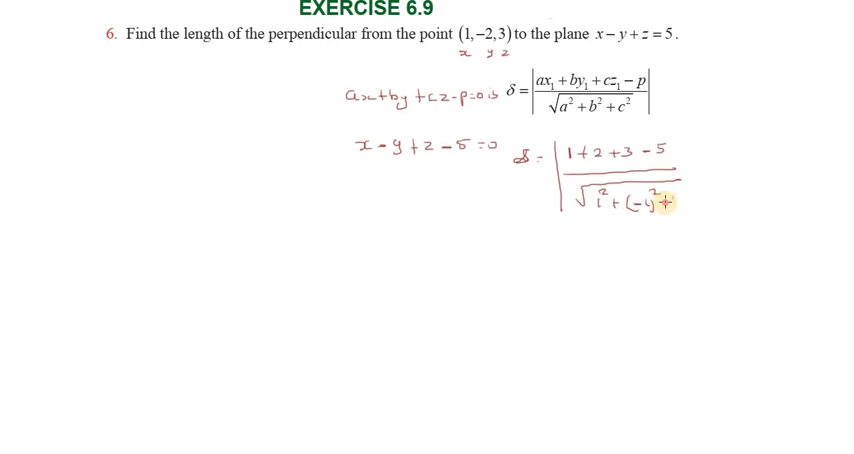 EXERCISE 6.9
6. Find the length of the perpendicular from the point (1, −2, 3) to the plane x − y + z = 5.
x y z
ax + by + cz - p = 0 is δ = |ax₁ + by₁ + cz₁ − p / √a² + b² + c²|
x - y + z - 5 = 0 δ = |1 + 2 + 3 - 5 / √1² + (-1)² +